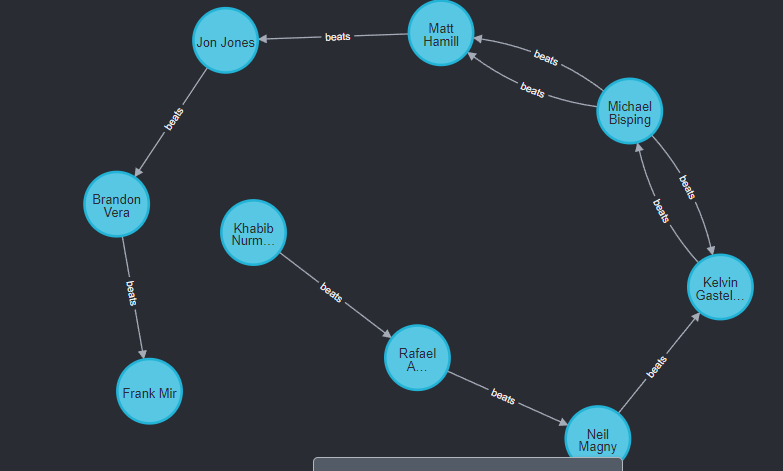 Jon Jones
beats
Matt
Hamill
beats
beats
Michael
Bisping
beats
beats
beats
Brandon
Vera
Khabib
Nurm...
beats
beats
Kelvin
Gastel...
Rafael
A...
beats
beats
Frank Mir
Neil
Magny